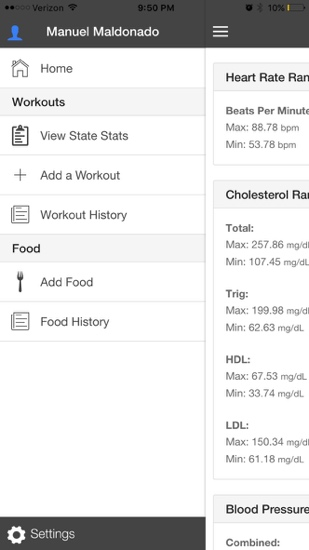 Verizon 9:50 PM 10%
Manuel Maldonado
Home
Workouts
View State Stats
Add a Workout
Workout History
Food
Add Food
Food History
Settings
Heart Rate Ran
Beats Per Minute
Max: 88.78 bpm
Min: 53.78 bpm
Cholesterol Ra
Total:
Max: 257.86 mg/d
Min: 107.45 mg/dL
Trig:
Max: 199.98 mg/d
Min: 62.63 mg/dL
HDL:
Max: 67.53 mg/dL
Min: 33.74 mg/dL
LDL:
Max: 150.34 mg/dL
Min: 61.18 mg/dL
Blood Pressure
Combined: